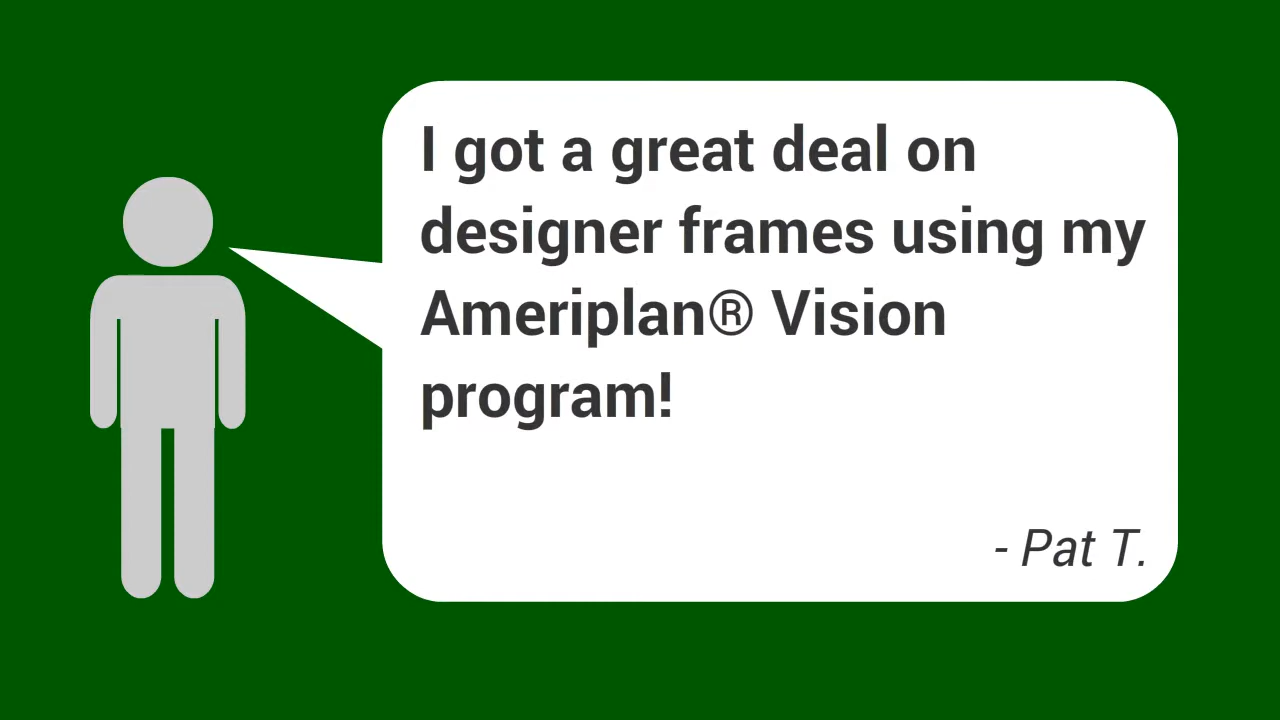 I got a great deal on
designer frames using my
Ameriplan® Vision
program!
- Pat T.